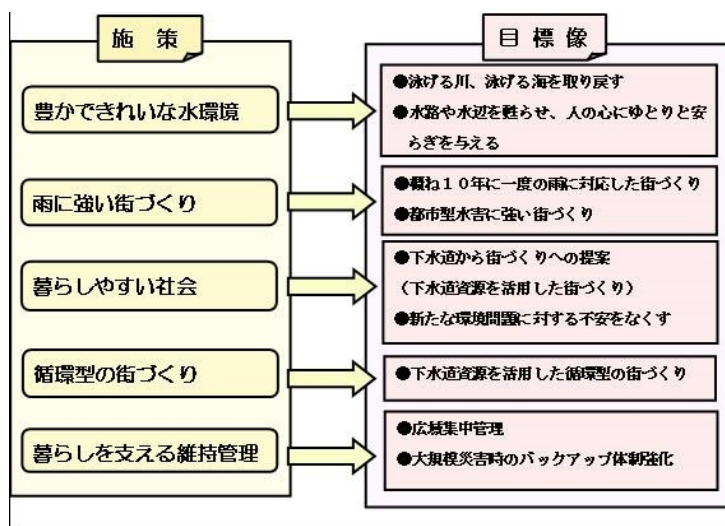 施 策
目 標 像
豊かできれいな水環境
●泳げる川、泳げる海を取り戻す
●水路や水辺を甦らせ、人の心にゆとりと安
らぎを与える
雨に強い街づくり
●概ね10年に一度の雨に対応した街づくり
●都市型水害に強い街づくり
暮らしやすい社会
●下水道から街づくりへの提案
(下水道資源を活用した街づくり)
●新たな環境問題に対する不安をなくす
循環型の街づくり
●下水道資源を活用した循環型の街づくり
暮らしを支える維持管理
●広域集中管理
●大規模災害時のバックアップ体制強化